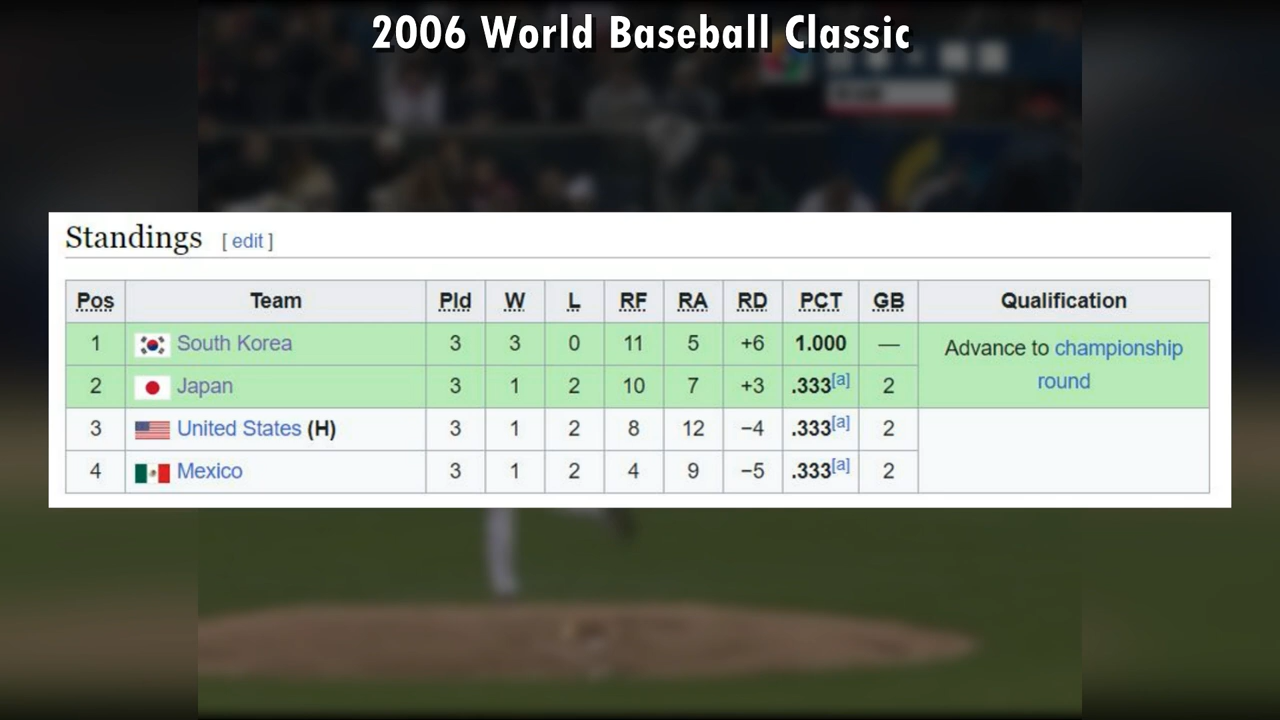 2006 World Baseball Classic
Standings [ edit ]
Pos Team Pld W L RF RA RD PCT GB Qualification
1 South Korea 3 3 0 11 5 +6 1.000 — Advance to championship round
2 Japan 3 1 2 10 7 +3 .333[a] 2
3 United States (H) 3 1 2 8 12 −4 .333[a] 2
4 Mexico 3 1 2 4 9 −5 .333[a] 2